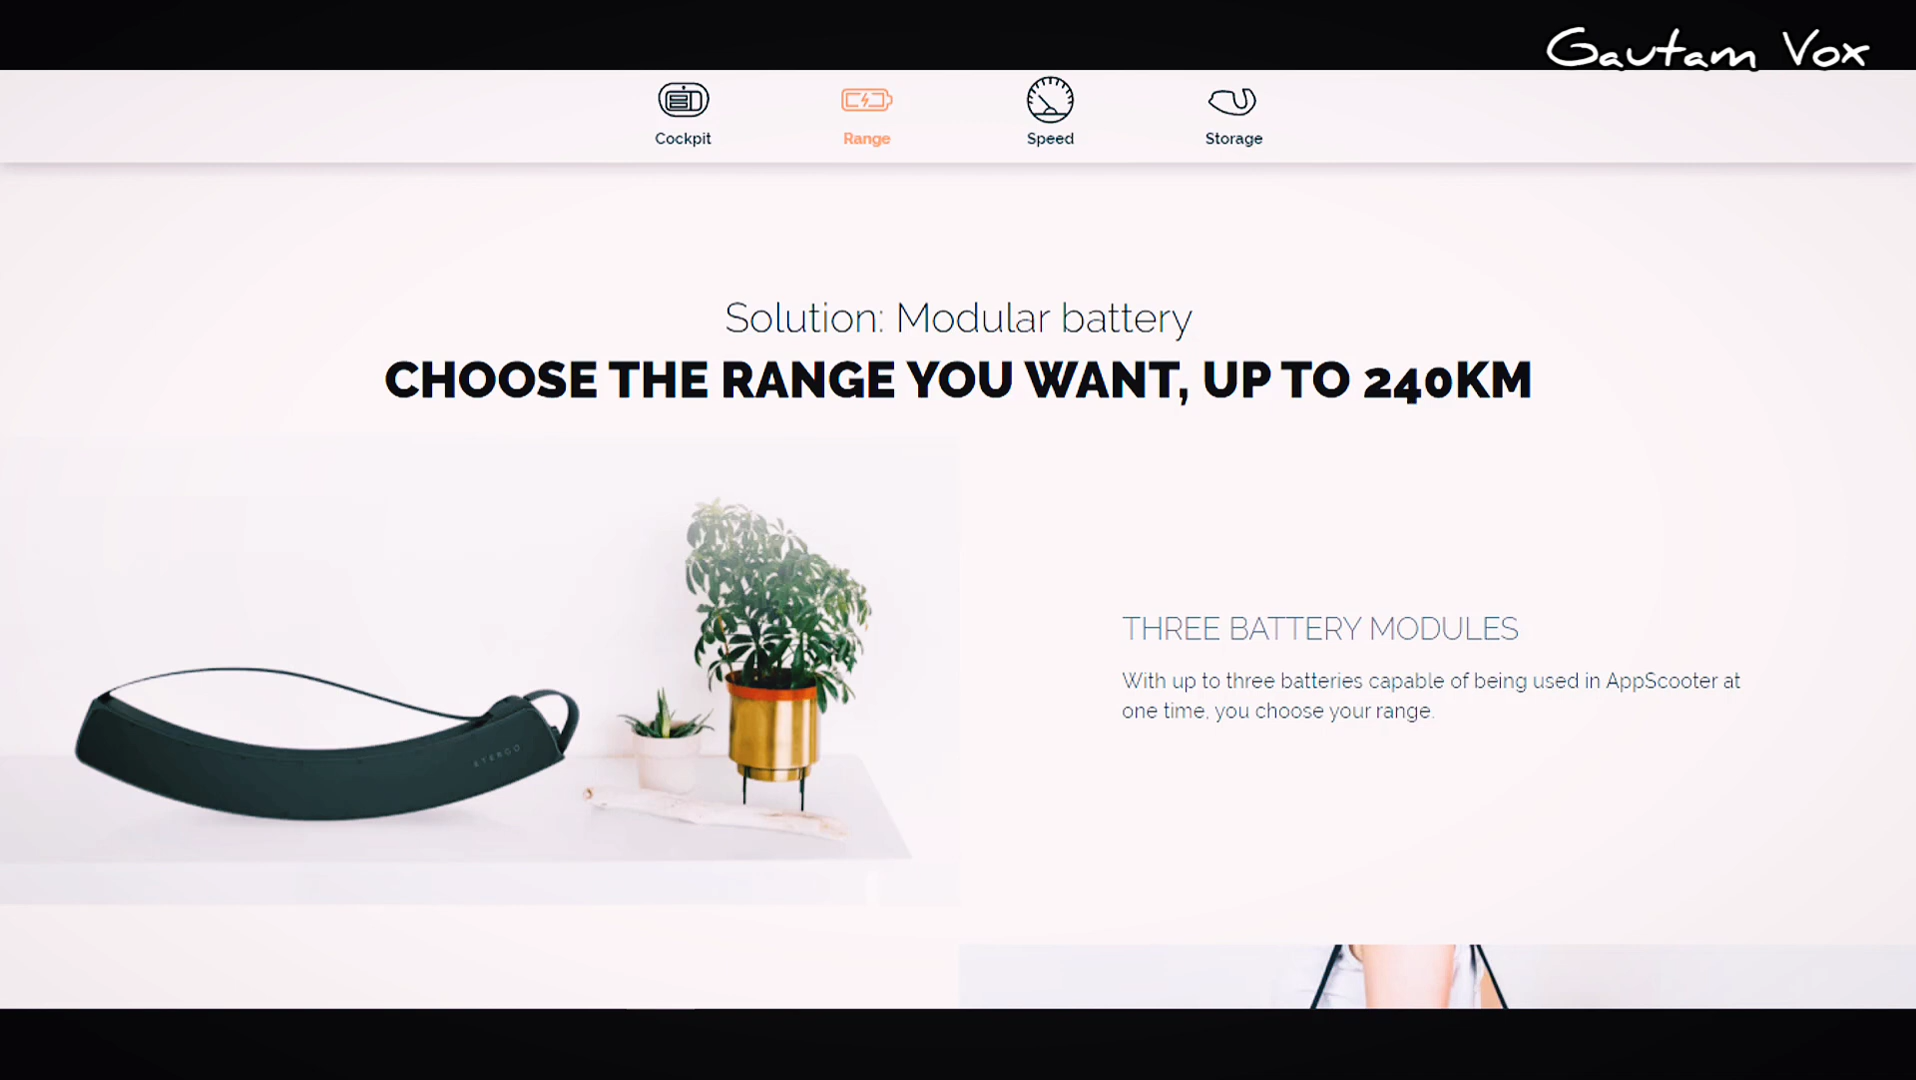 Gautam Vox
Cockpit
Range
Speed
Storage
Solution: Modular battery
CHOOSE THE RANGE YOU WANT, UP TO 240KM
THREE BATTERY MODULES
With up to three batteries capable of being used in AppScooter at
one time, you choose your range.
ETERGO